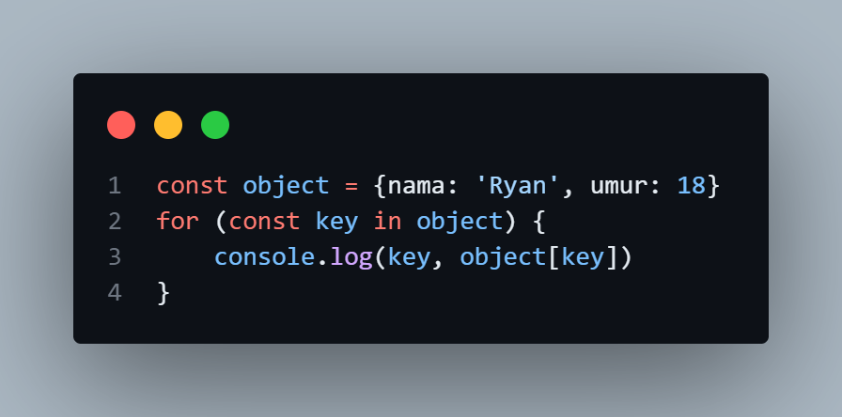 1 const object = {nama: 'Ryan', umur: 18}
2 for (const key in object) {
3     console.log(key, object[key])
4 }